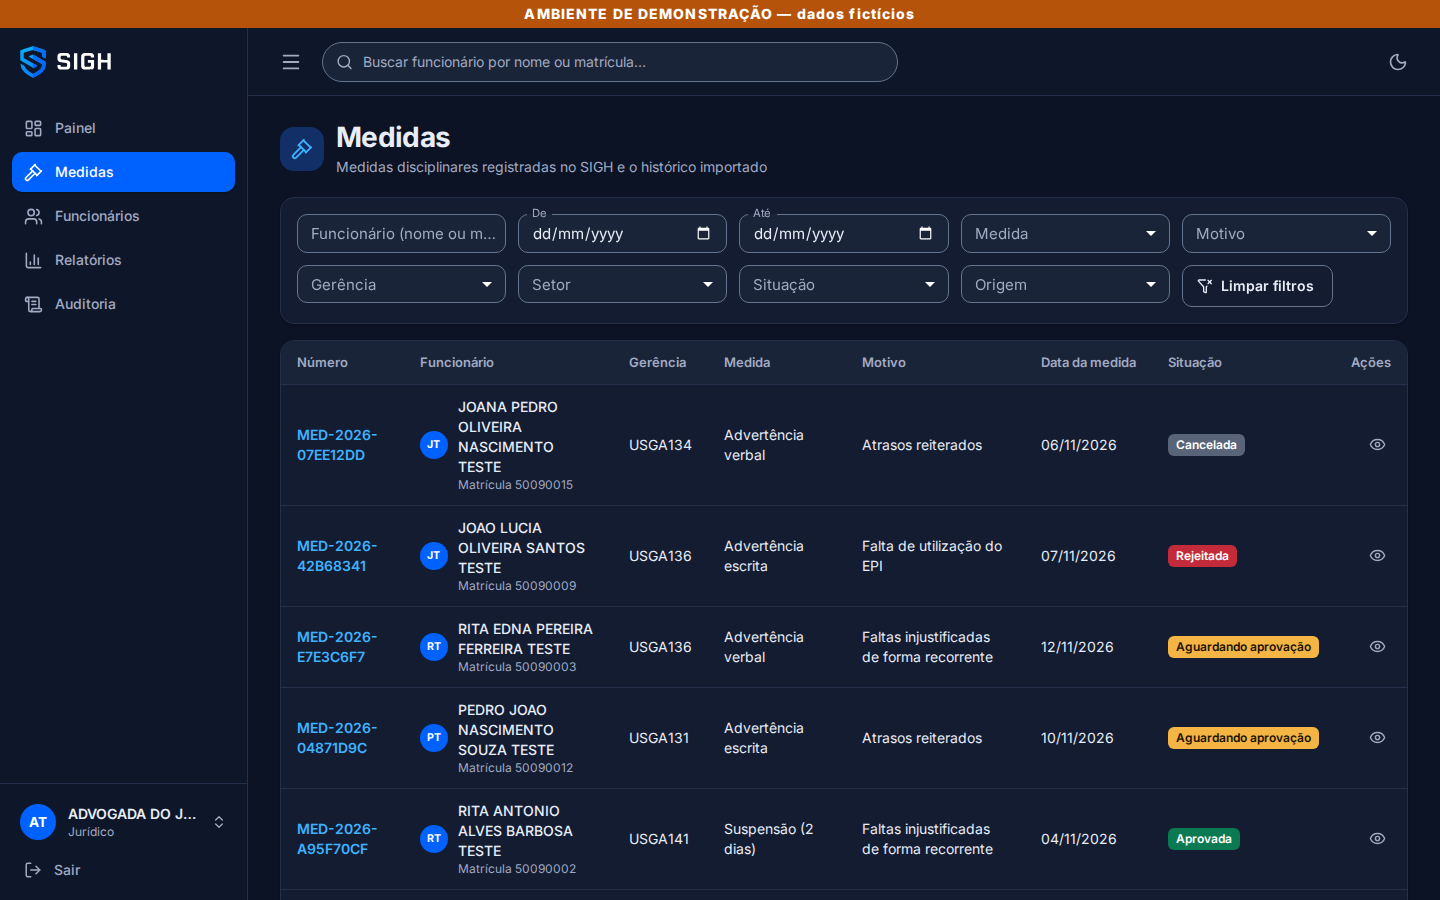 AMBIENTE DE DEMONSTRAÇÃO — dados fictícios
SIGH
Buscar funcionário por nome ou matrícula...
Painel
Medidas
Funcionários
Relatórios
Auditoria
Medidas
Medidas disciplinares registradas no SIGH e o histórico importado
Funcionário (nome ou m...
De
dd/mm/yyyy
Até
dd/mm/yyyy
Medida
Motivo
Gerência
Setor
Situação
Origem
Limpar filtros
Número Funcionário Gerência Medida Motivo Data da medida Situação Ações
MED-2026-
07EE12DD
JT
JOANA PEDRO
OLIVEIRA
NASCIMENTO
TESTE
Matrícula 50090015
USGA134
Advertência
verbal
Atrasos reiterados
06/11/2026
Cancelada
MED-2026-
42B68341
JT
JOAO LUCIA
OLIVEIRA SANTOS
TESTE
Matrícula 50090009
USGA136
Advertência
escrita
Falta de utilização do
EPI
07/11/2026
Rejeitada
MED-2026-
E7E3C6F7
RT
RITA EDNA PEREIRA
FERREIRA TESTE
Matrícula 50090003
USGA136
Advertência
verbal
Faltas injustificadas
de forma recorrente
12/11/2026
Aguardando aprovação
MED-2026-
04871D9C
PT
PEDRO JOAO
NASCIMENTO
SOUZA TESTE
Matrícula 50090012
USGA131
Advertência
escrita
Atrasos reiterados
10/11/2026
Aguardando aprovação
MED-2026-
A95F70CF
RT
RITA ANTONIO
ALVES BARBOSA
TESTE
Matrícula 50090002
USGA141
Suspensão (2
dias)
Faltas injustificadas
de forma recorrente
04/11/2026
Aprovada
AT
ADVOGADA DO J...
Jurídico
Sair